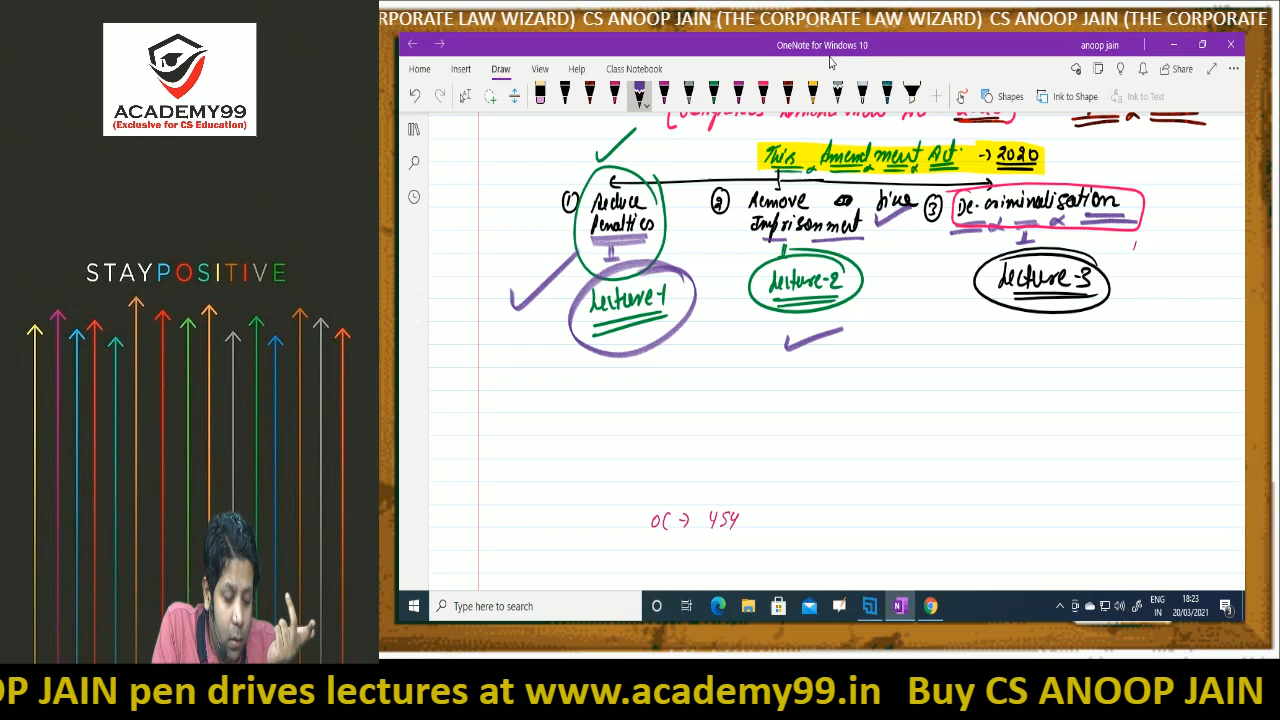 RPORATE LAW WIZARD) CS ANOOP JAIN (THE CORPORATE LAW WIZARD) CS ANOOP JAIN (THE CORPORATE
ACADEMY99
(Exclusive for CS Education)
STAYPOSITIVE
OneNote for Windows 10
anoop jain
Home Insert Draw View Help Class Notebook
Share
Shapes Ink to Shape Ink to Text
This Amendment Act → 2020
① Reduce
Penalties
② Remove
Imprisonment
fine
③ De-criminalisation
Lecture-1
Lecture-2
Lecture-3
OC → 454
Type here to search
ENG
IN
18:23
20/03/2021
3
OP JAIN pen drives lectures at www.academy99.in Buy CS ANOOP JAIN